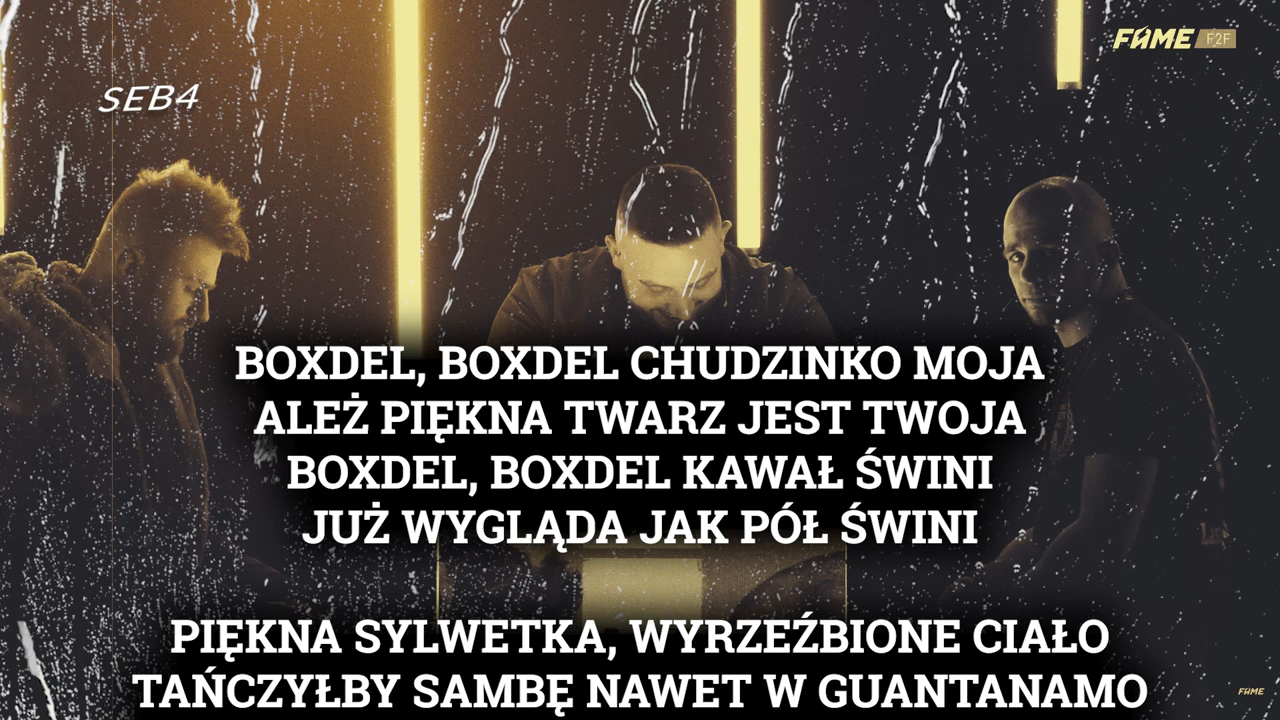 FAME F2F
SEB4
BOXDEL, BOXDEL CHUDZINKO MOJA
ALEŻ PIĘKNA TWARZ JEST TWOJA
BOXDEL, BOXDEL KAWAŁ ŚWINI
JUŻ WYGLĄDA JAK PÓŁ ŚWINI
PIĘKNA SYLWETKA, WYRZEŹBIONE CIAŁO
TAŃCZYŁBY SAMBĘ NAWET W GUANTANAMO
FAME